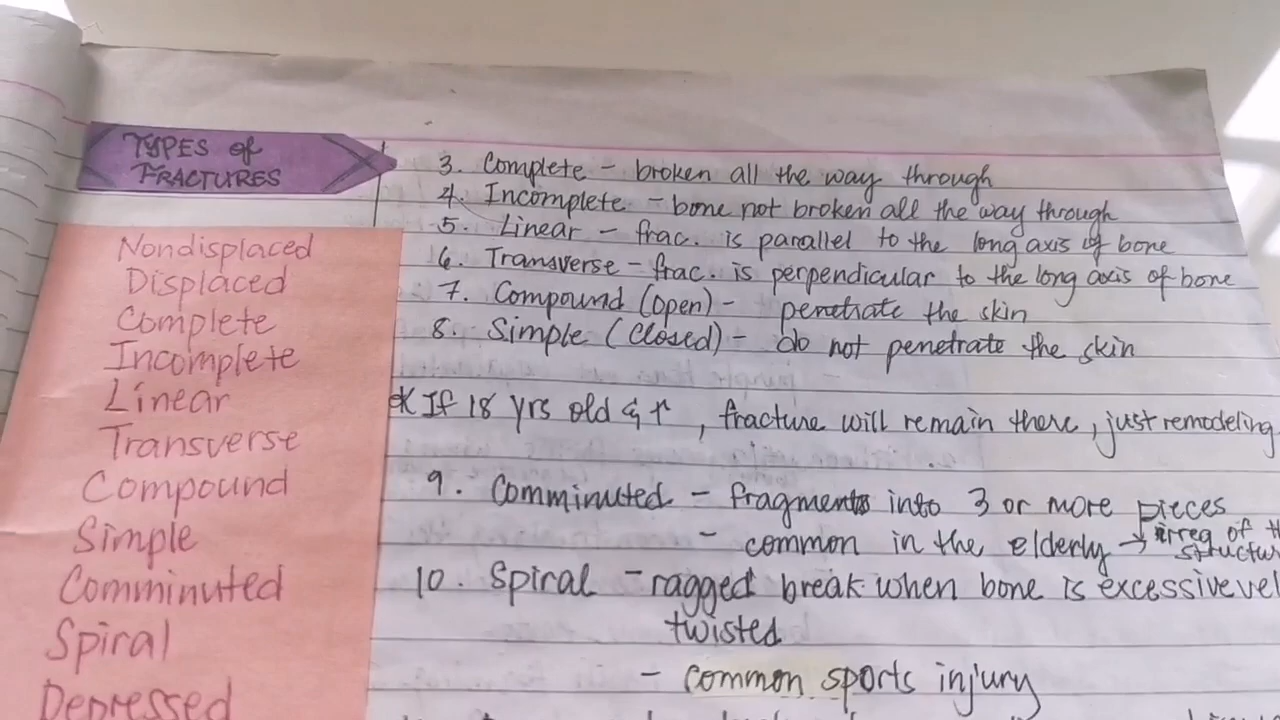 TYPES of
FRACTURES
Nondisplaced
Displaced
Complete
Incomplete
Linear
Transverse
Compound
Simple
Comminuted
Spiral
Depressed
3. Complete - broken all the way through
4. Incomplete - bone not broken all the way through
5. Linear - frac. is parallel to the long axis of bone
6. Transverse - frac. is perpendicular to the long axis of bone
7. Compound (open) - penetrate the skin
8. Simple (closed) - do not penetrate the skin
* If 18 yrs old & ↑, fracture will remain there, just remodeling
9. Comminuted - fragments into 3 or more pieces
- common in the elderly → irreg of
10. Spiral - ragged break when bone is excessively
twisted
- common sports injury